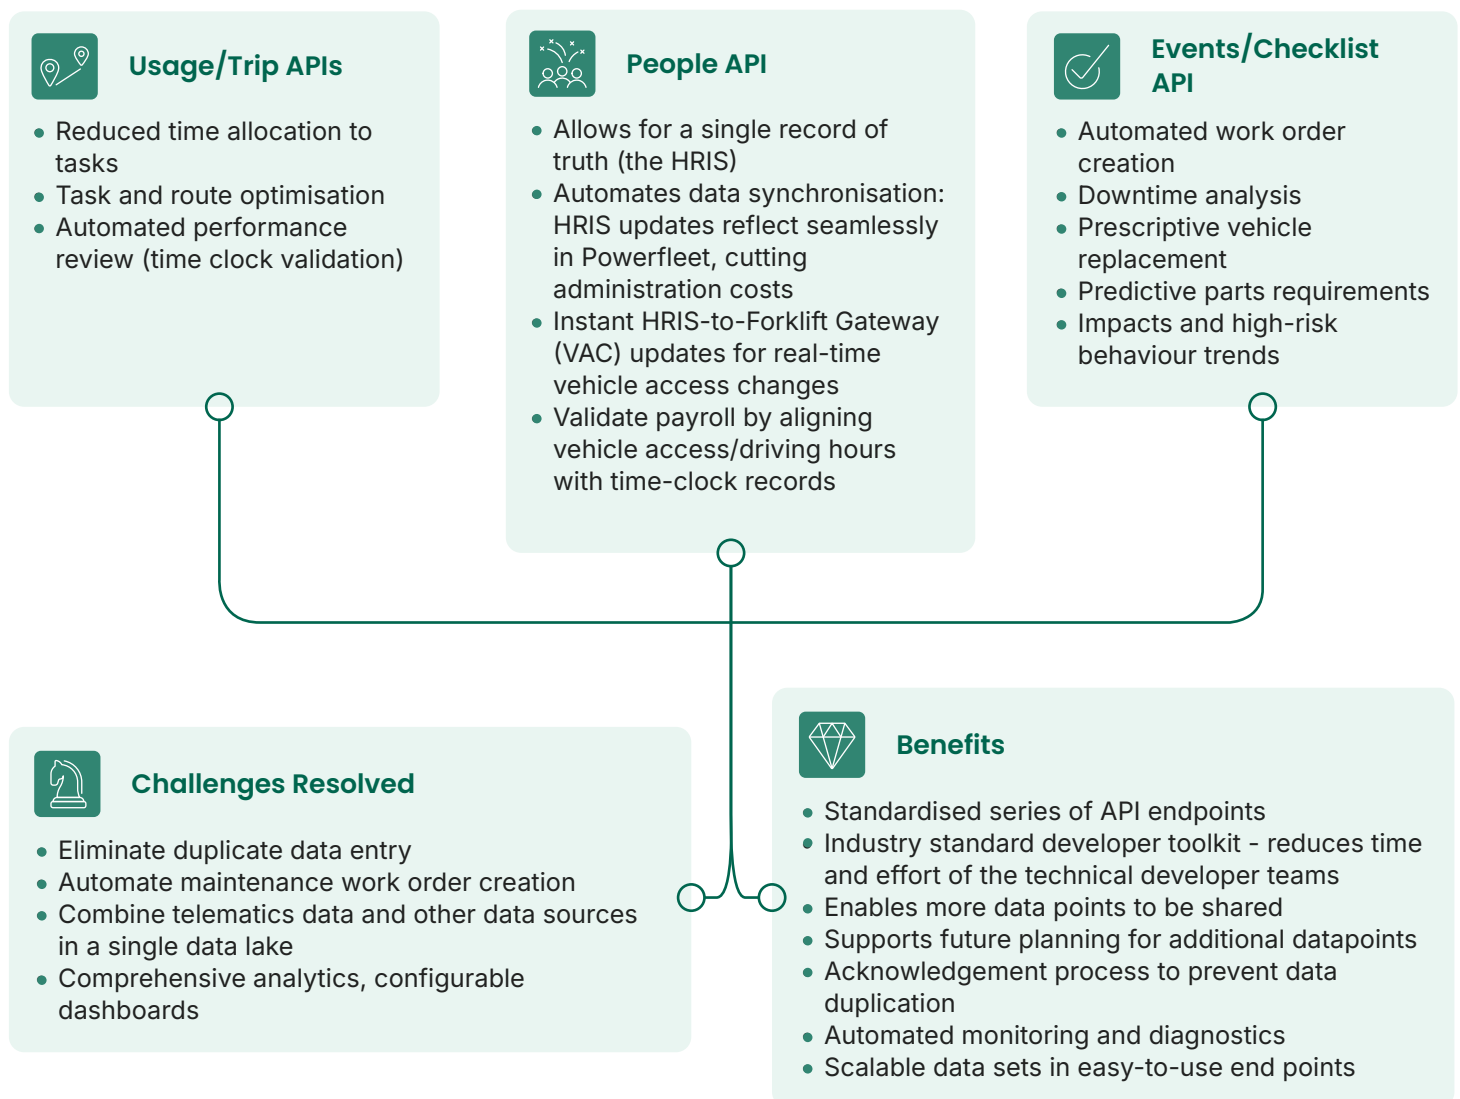 Usage/Trip APIs
• Reduced time allocation to
tasks
• Task and route optimisation
• Automated performance
review (time clock validation)
People API
• Allows for a single record of
truth (the HRIS)
• Automates data synchronisation:
HRIS updates reflect seamlessly
in Powerfleet, cutting
administration costs
• Instant HRIS-to-Forklift Gateway
(VAC) updates for real-time
vehicle access changes
• Validate payroll by aligning
vehicle access/driving hours
with time-clock records
Events/Checklist
API
• Automated work order
creation
• Downtime analysis
• Prescriptive vehicle
replacement
• Predictive parts requirements
• Impacts and high-risk
behaviour trends
Challenges Resolved
• Eliminate duplicate data entry
• Automate maintenance work order creation
• Combine telematics data and other data sources
in a single data lake
• Comprehensive analytics, configurable
dashboards
Benefits
• Standardised series of API endpoints
• Industry standard developer toolkit - reduces time
and effort of the technical developer teams
• Enables more data points to be shared
• Supports future planning for additional datapoints
• Acknowledgement process to prevent data
duplication
• Automated monitoring and diagnostics
• Scalable data sets in easy-to-use end points